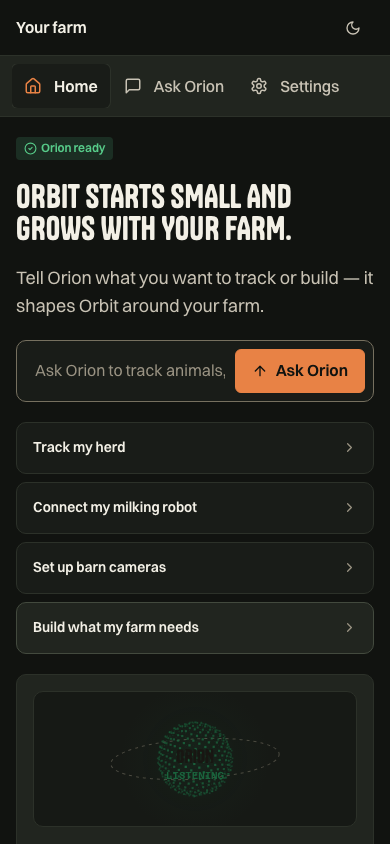 Your farm
Home
Ask Orion
Settings
Orion ready
ORBIT STARTS SMALL AND
GROWS WITH YOUR FARM.
Tell Orion what you want to track or build — it
shapes Orbit around your farm.
Ask Orion to track animals,
Ask Orion
Track my herd
Connect my milking robot
Set up barn cameras
Build what my farm needs
LISTENING